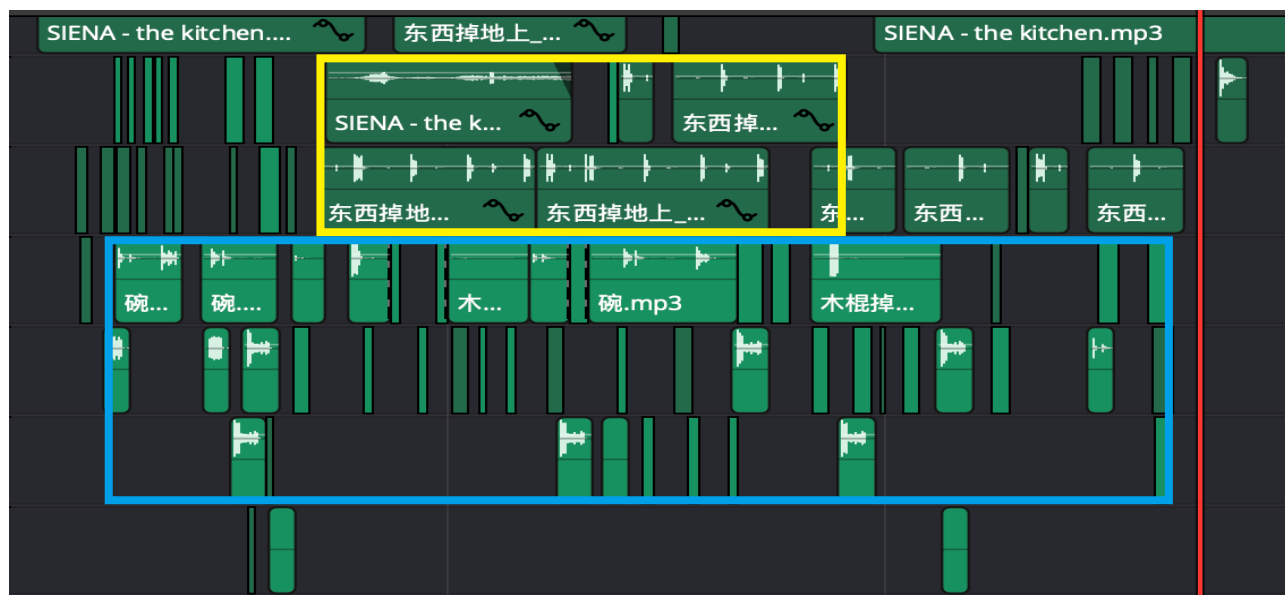 SIENA - the kitchen....
东西掉地上_...
SIENA - the kitchen.mp3
SIENA - the k...
东西掉...
东西掉地...
东西掉地上_...
东...
东西...
东西...
碗...
碗....
木...
碗.mp3
木棍掉...